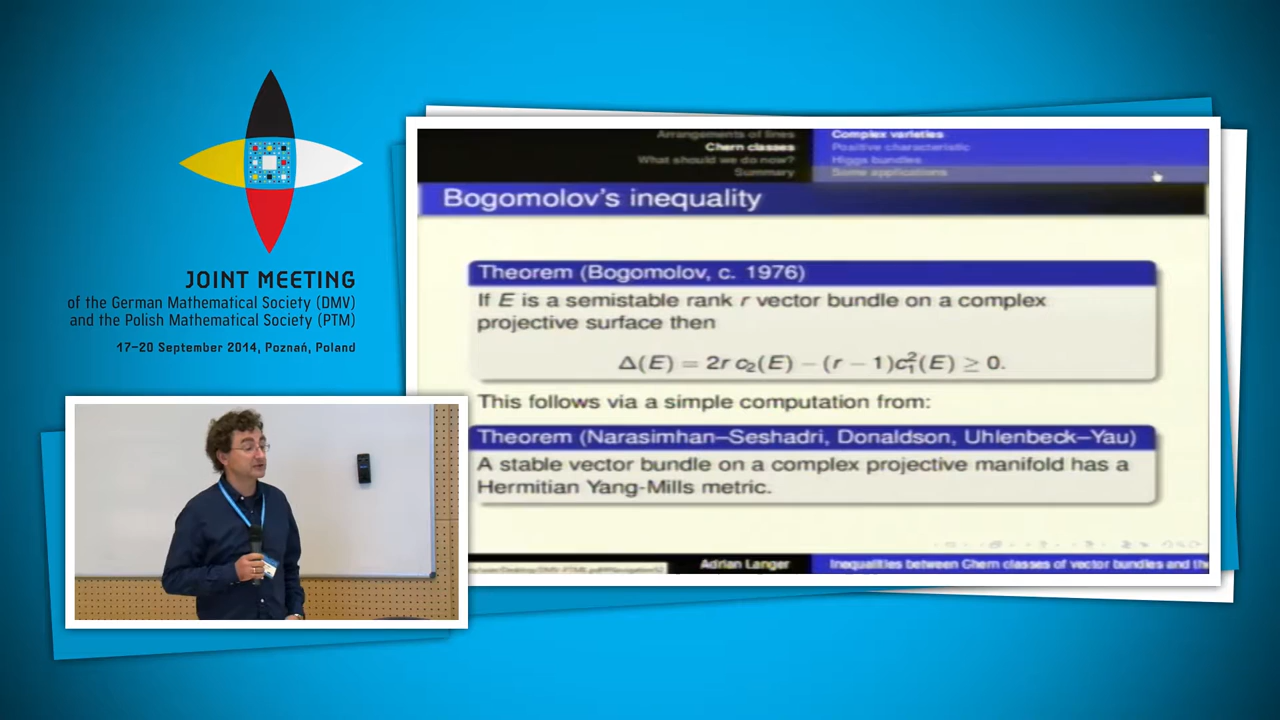 JOINT MEETING
of the German Mathematical Society (DMV)
and the Polish Mathematical Society (PTM)
17–20 September 2014, Poznań, Poland
Arrangements of lines
Chern classes
What should we do now?
Summary
Complex varieties
Positive characteristic
Higgs bundles
Some applications
Bogomolov's inequality
Theorem (Bogomolov, c. 1976)
If E is a semistable rank r vector bundle on a complex
projective surface then
Δ(E) = 2r c₂(E) − (r − 1)c₁²(E) ≥ 0.
This follows via a simple computation from:
Theorem (Narasimhan–Seshadri, Donaldson, Uhlenbeck–Yau)
A stable vector bundle on a complex projective manifold has a
Hermitian Yang-Mills metric.
Adrian Langer
Inequalities between Chern classes of vector bundles and